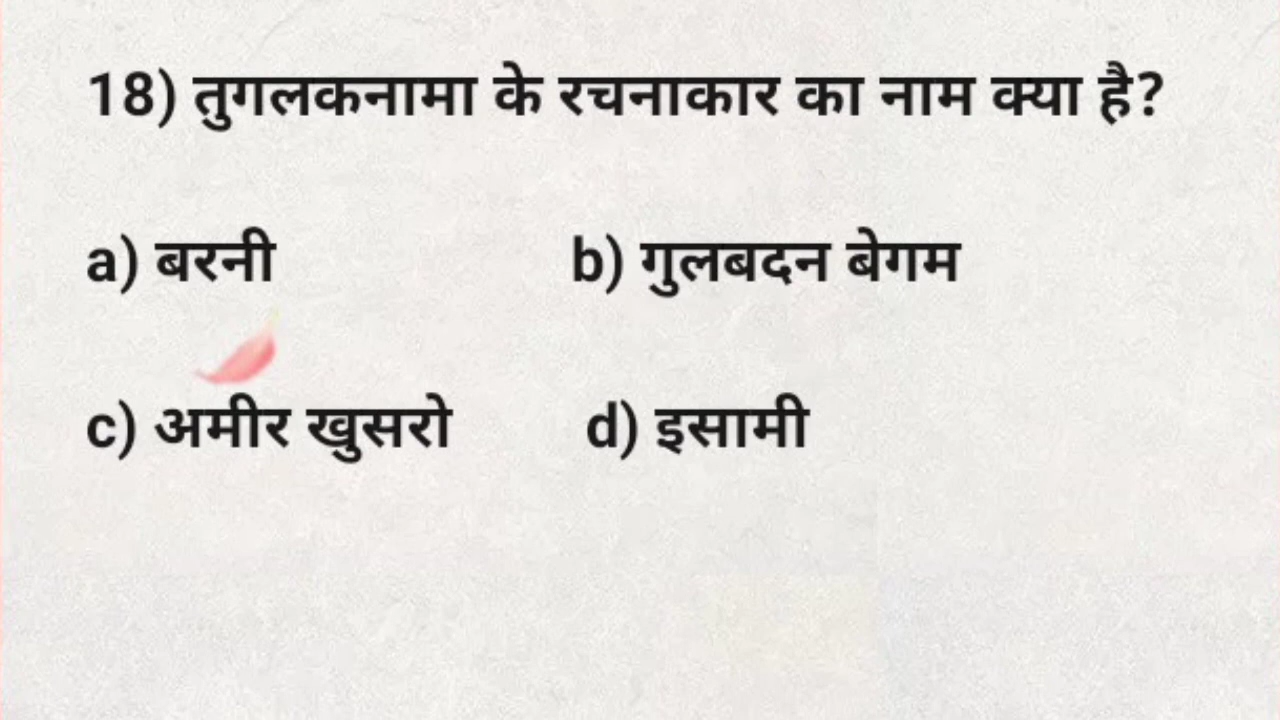 18) तुगलकनामा के रचनाकार का नाम क्या है?
a) बरनी b) गुलबदन बेगम
c) अमीर खुसरो d) इसामी